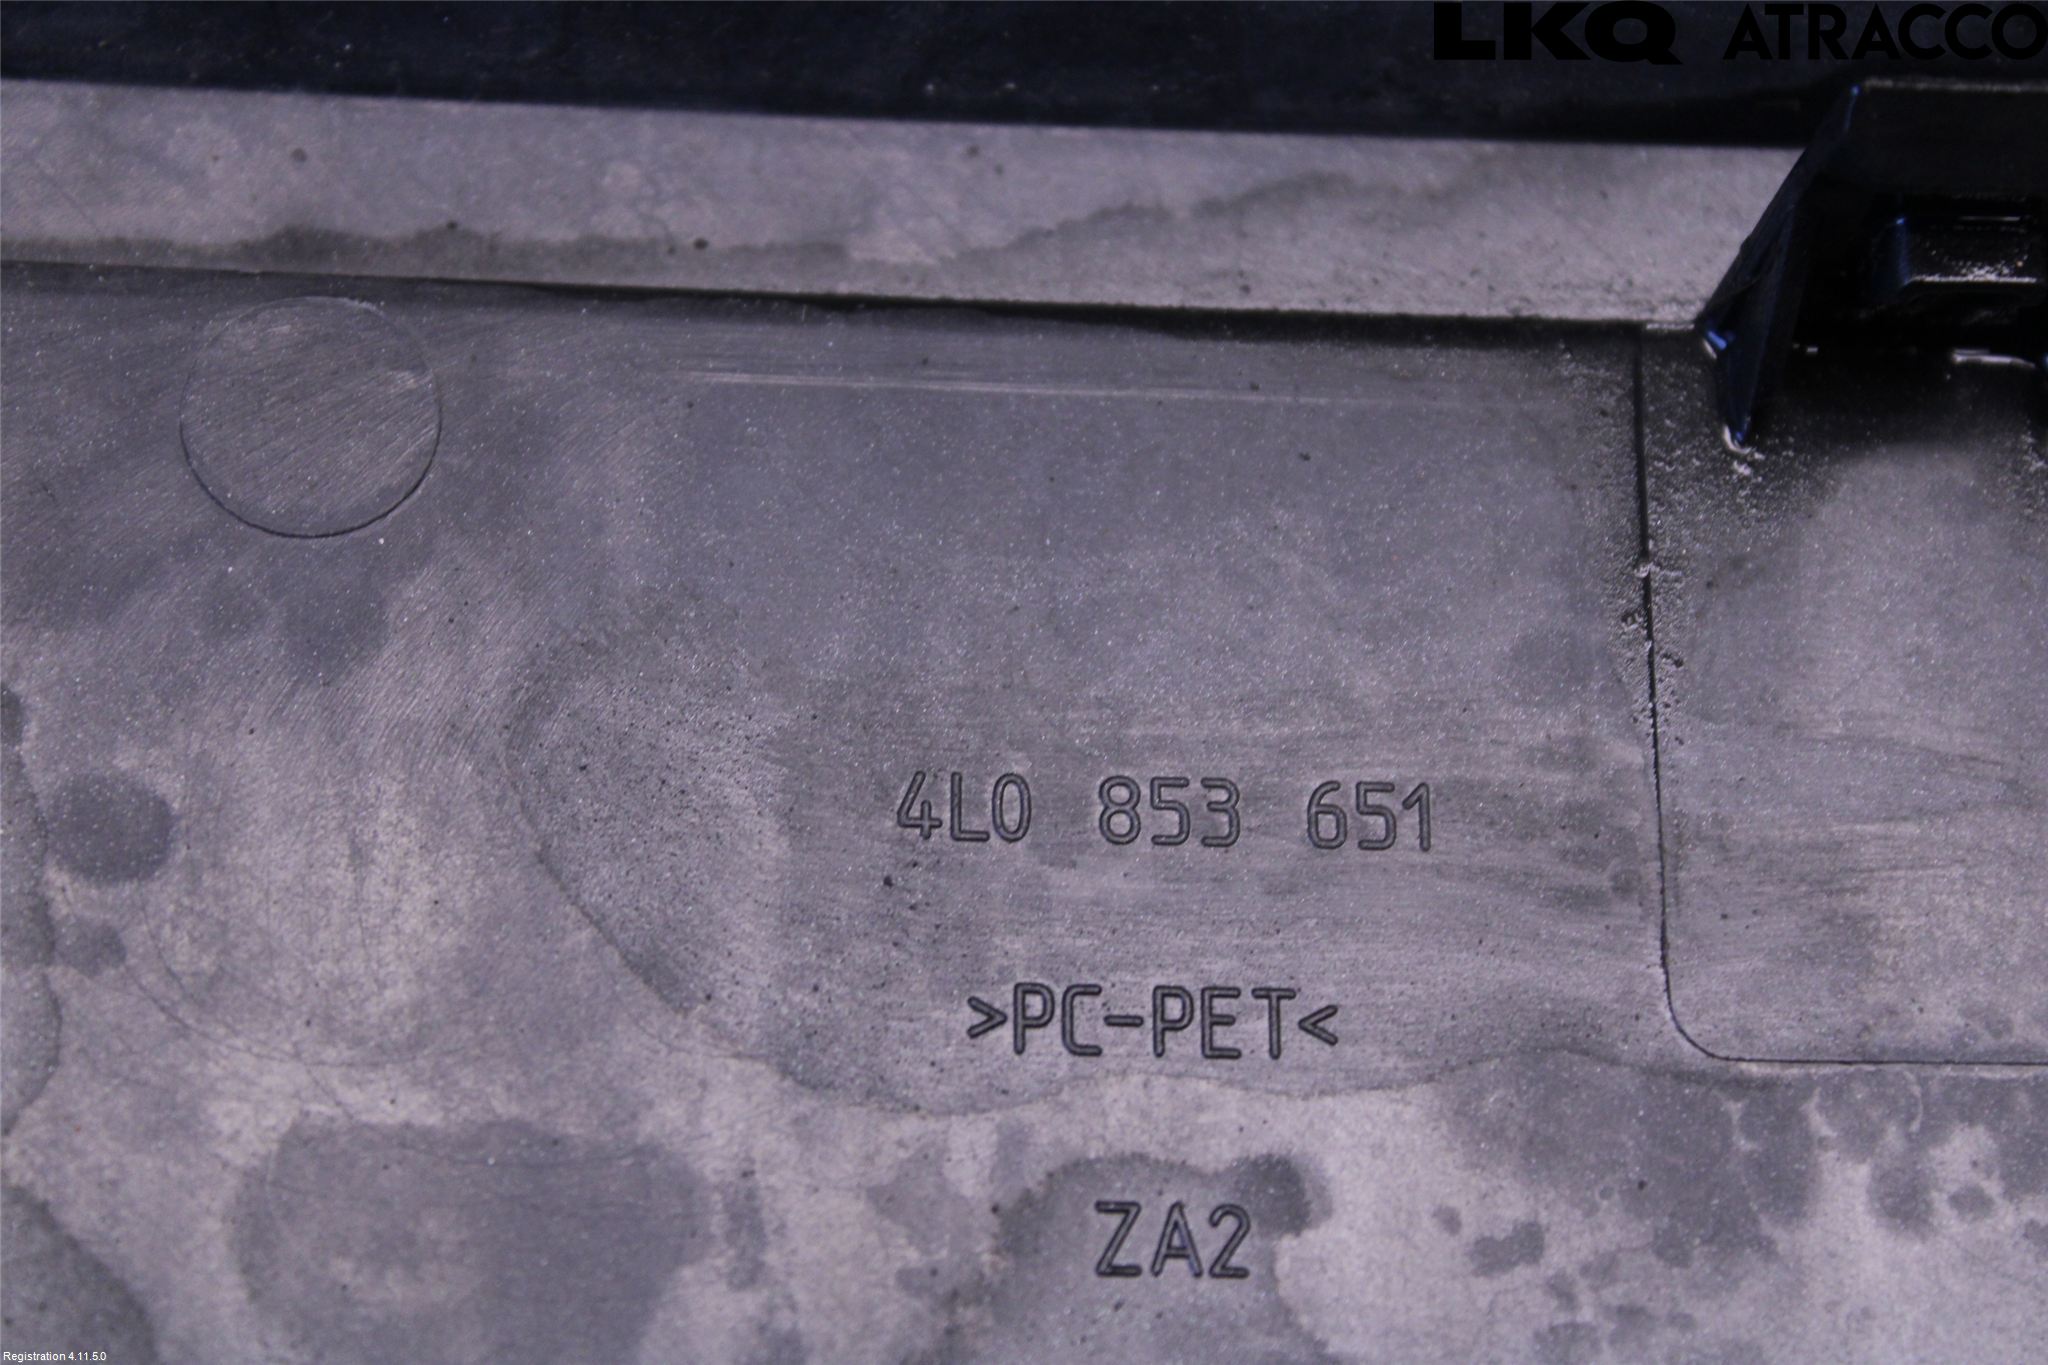 LKQ ATRACCO
4L0 853 651
>PC-PET<
ZA2
Registration 4.11.5.0